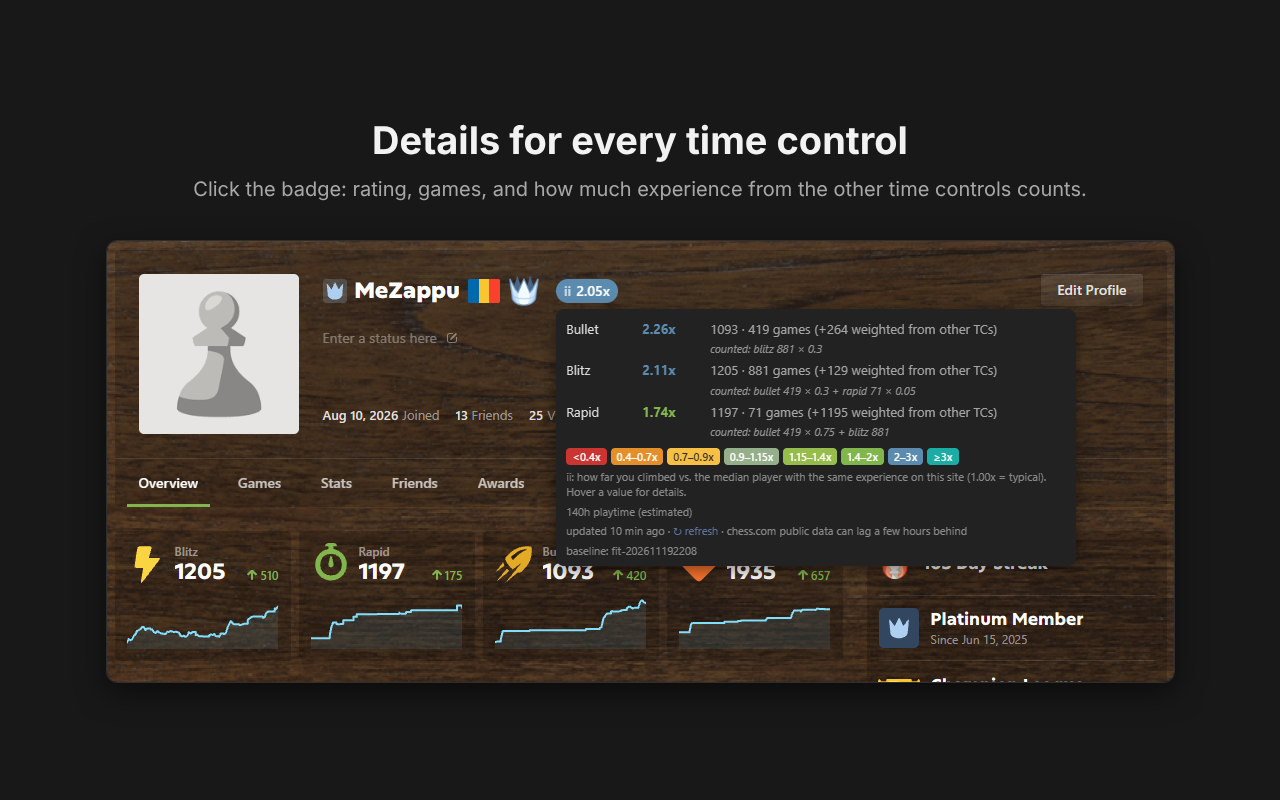 Details for every time control
Click the badge: rating, games, and how much experience from the other time controls counts.
MeZappu
ii 2.05x
Edit Profile
Enter a status here
Aug 10, 2026 Joined 13 Friends 25 V
Bullet 2.26x 1093 · 419 games (+264 weighted from other TCs)
counted: blitz 881 × 0.3
Blitz 2.11x 1205 · 881 games (+129 weighted from other TCs)
counted: bullet 419 × 0.3 + rapid 71 × 0.05
Rapid 1.74x 1197 · 71 games (+1195 weighted from other TCs)
counted: bullet 419 × 0.75 + blitz 881
<0.4x 0.4–0.7x 0.7–0.9x 0.9–1.15x 1.15–1.4x 1.4–2x 2–3x ≥3x
ii: how far you climbed vs. the median player with the same experience on this site (1.00x = typical).
Hover a value for details.
140h playtime (estimated)
updated 10 min ago · ↻ refresh · chess.com public data can lag a few hours behind
baseline: fit-202611192208
Overview Games Stats Friends Awards
Blitz
1205 510
Rapid
1197 175
Bu
1093 420
1935 657
Day Streak
Platinum Member
Since Jun 15, 2025